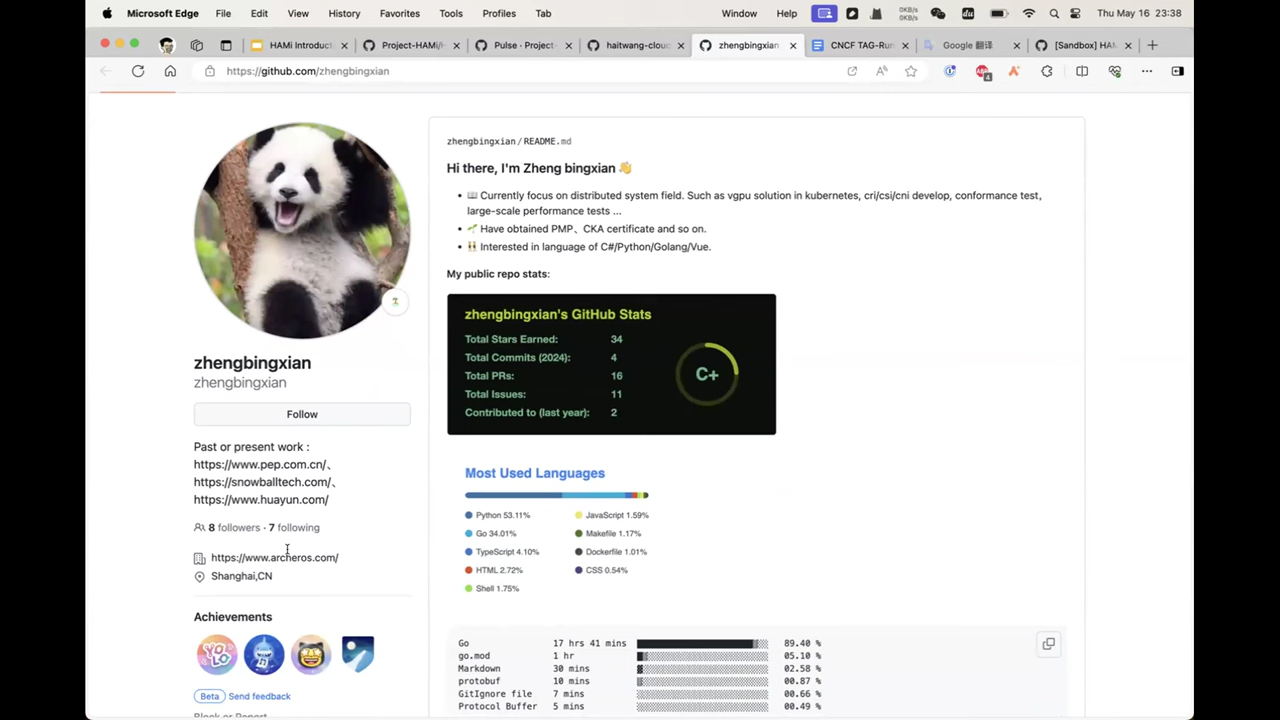 Microsoft Edge File Edit View History Favorites Tools Profiles Tab Window Help 0KB/s 0KB/s du Thu May 16 23:38
HAMi Introduct Project-HAMi/H Pulse · Project- haitwang-cloud zhengbingxian CNCF TAG-Run Google 翻译 [Sandbox] HAM
https://github.com/zhengbingxian
zhengbingxian/README.md
Hi there, I'm Zheng bingxian 👋
• 📖 Currently focus on distributed system field. Such as vgpu solution in kubernetes, cri/csi/cni develop, conformance test,
large-scale performance tests ...
• 🌱 Have obtained PMP、CKA certificate and so on.
• 👯 Interested in language of C#/Python/Golang/Vue.
My public repo stats:
zhengbingxian's GitHub Stats
Total Stars Earned: 34
Total Commits (2024): 4
Total PRs: 16
Total Issues: 11
Contributed to (last year): 2
C+
Most Used Languages
Python 53.11% JavaScript 1.59%
Go 34.01% Makefile 1.17%
TypeScript 4.10% Dockerfile 1.01%
HTML 2.72% CSS 0.54%
Shell 1.75%
Go 17 hrs 41 mins 89.40 %
go.mod 1 hr 05.10 %
Markdown 30 mins 02.58 %
protobuf 10 mins 00.87 %
GitIgnore file 7 mins 00.66 %
Protocol Buffer 5 mins 00.49 %
zhengbingxian
zhengbingxian
Follow
Past or present work :
https://www.pep.com.cn/、
https://snowballtech.com/、
https://www.huayun.com/
8 followers · 7 following
https://www.archeros.com/
Shanghai,CN
Achievements
YOLO
Beta Send feedback
Block or Report